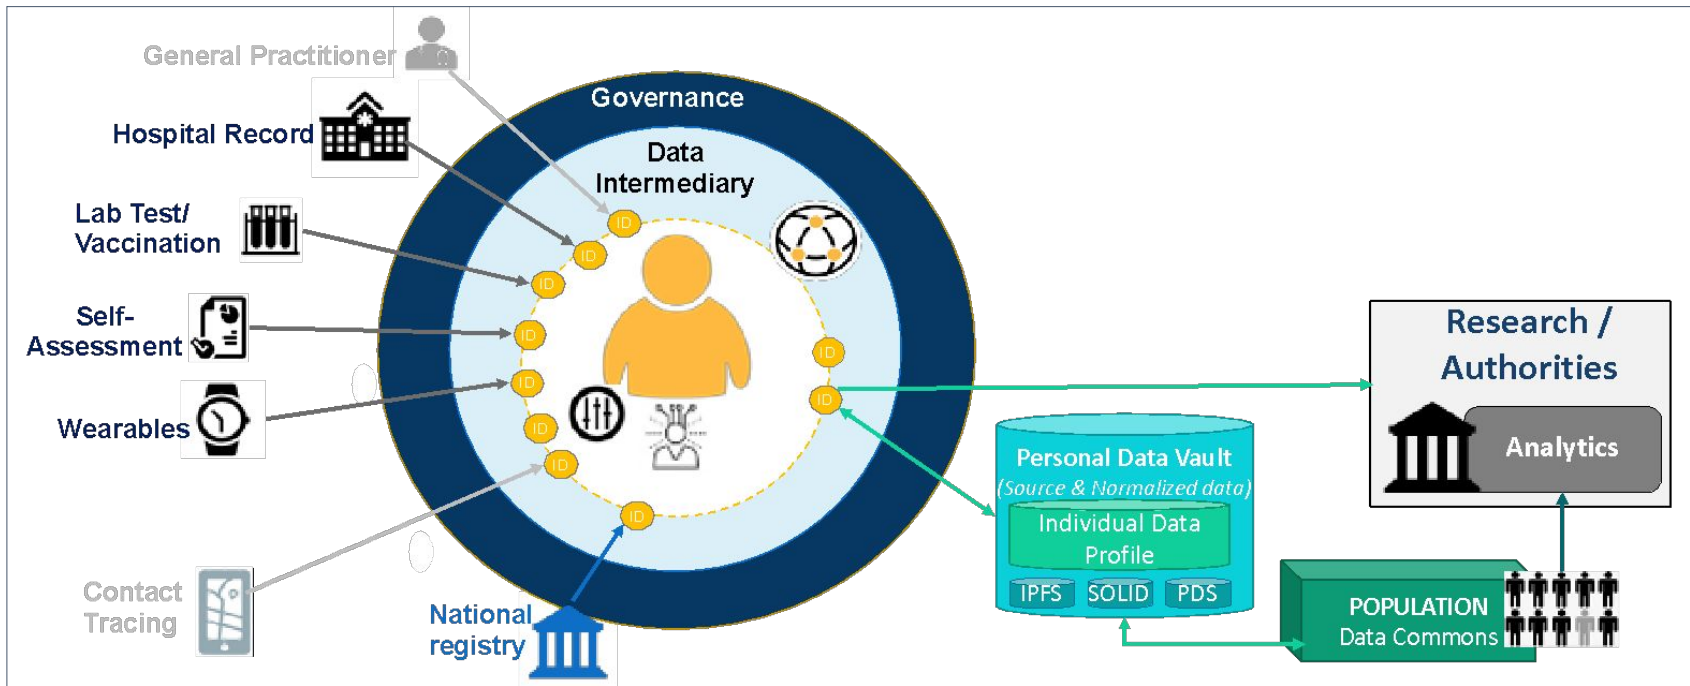 General Practitioner
Governance
Hospital Record
Data
Intermediary
Lab Test/
Vaccination
ID
ID
ID
Self-
Assessment
ID
ID
Wearables
ID
ID
ID
ID
ID
Contact
Tracing
National
registry
Research /
Authorities
Analytics
Personal Data Vault
(Source & Normalized data)
Individual Data
Profile
IPFS
SOLID
PDS
POPULATION
Data Commons